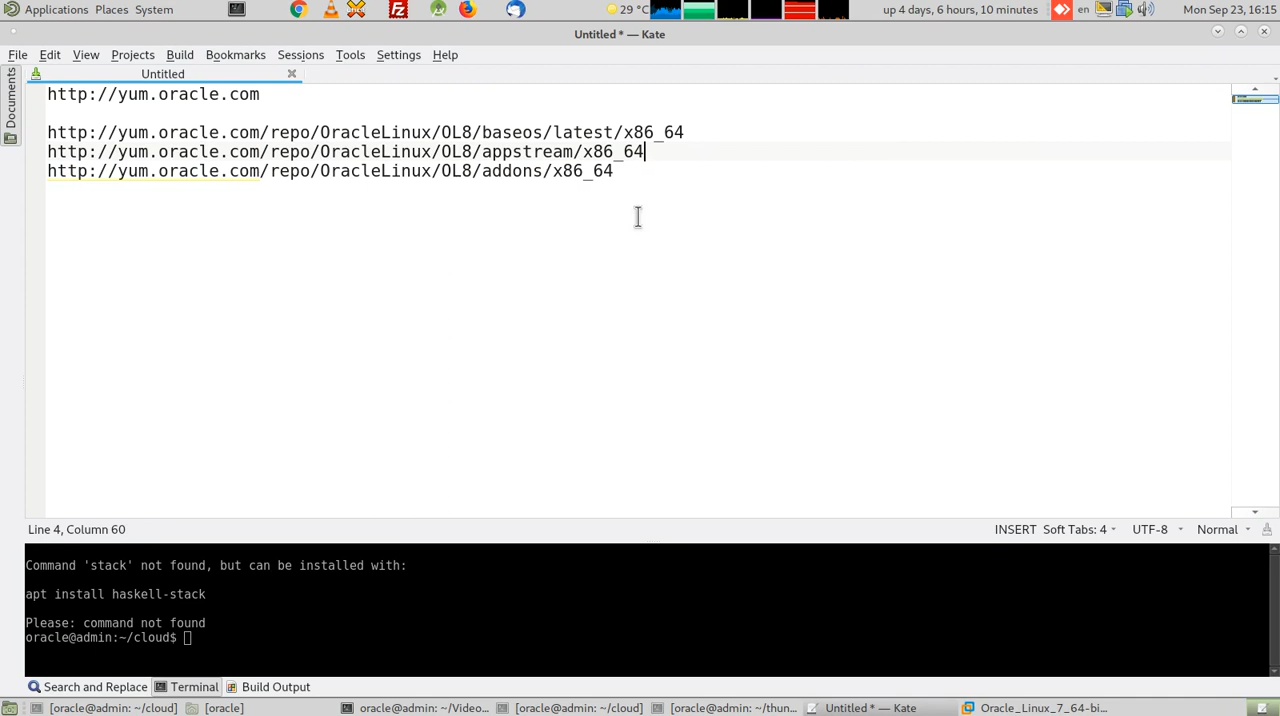 Applications Places System 29 °C up 4 days, 6 hours, 10 minutes en Mon Sep 23, 16:15
Untitled * — Kate
File Edit View Projects Build Bookmarks Sessions Tools Settings Help
Untitled
Documents
http://yum.oracle.com
http://yum.oracle.com/repo/OracleLinux/OL8/baseos/latest/x86_64
http://yum.oracle.com/repo/OracleLinux/OL8/appstream/x86_64
http://yum.oracle.com/repo/OracleLinux/OL8/addons/x86_64
Line 4, Column 60 INSERT Soft Tabs: 4 UTF-8 Normal
Command 'stack' not found, but can be installed with:
apt install haskell-stack
Please: command not found
oracle@admin:~/cloud$
Search and Replace Terminal Build Output
[oracle@admin: ~/cloud] [oracle] oracle@admin: ~/Video... [oracle@admin: ~/cloud] [oracle@admin: ~/thun... Untitled * — Kate Oracle_Linux_7_64-bi...